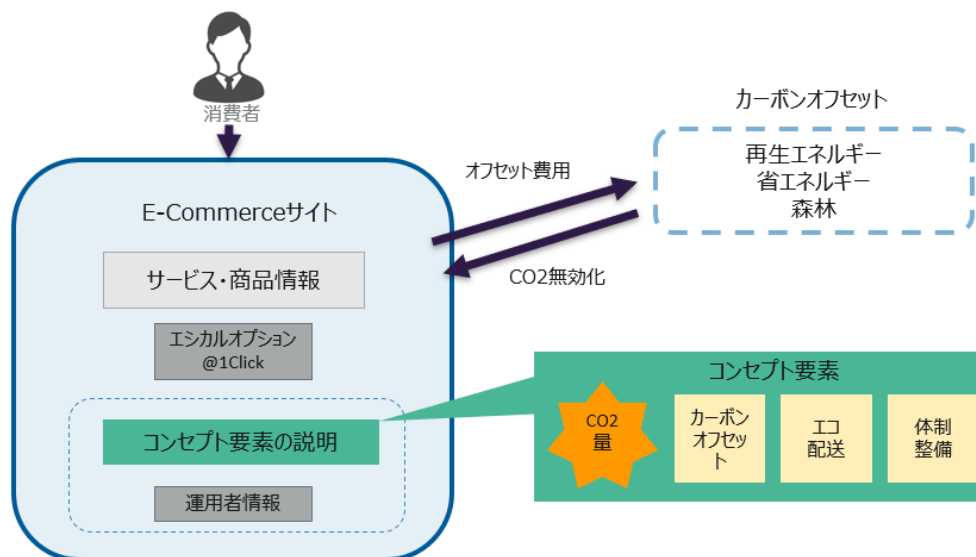 消費者
カーボンオフセット
再生エネルギー
省エネルギー
森林
オフセット費用
CO2無効化
E-Commerceサイト
サービス・商品情報
エシカルオプション
@1Click
コンセプト要素の説明
運用者情報
コンセプト要素
CO2
量
カーボン
オフセッ
ト
エコ
配送
体制
整備